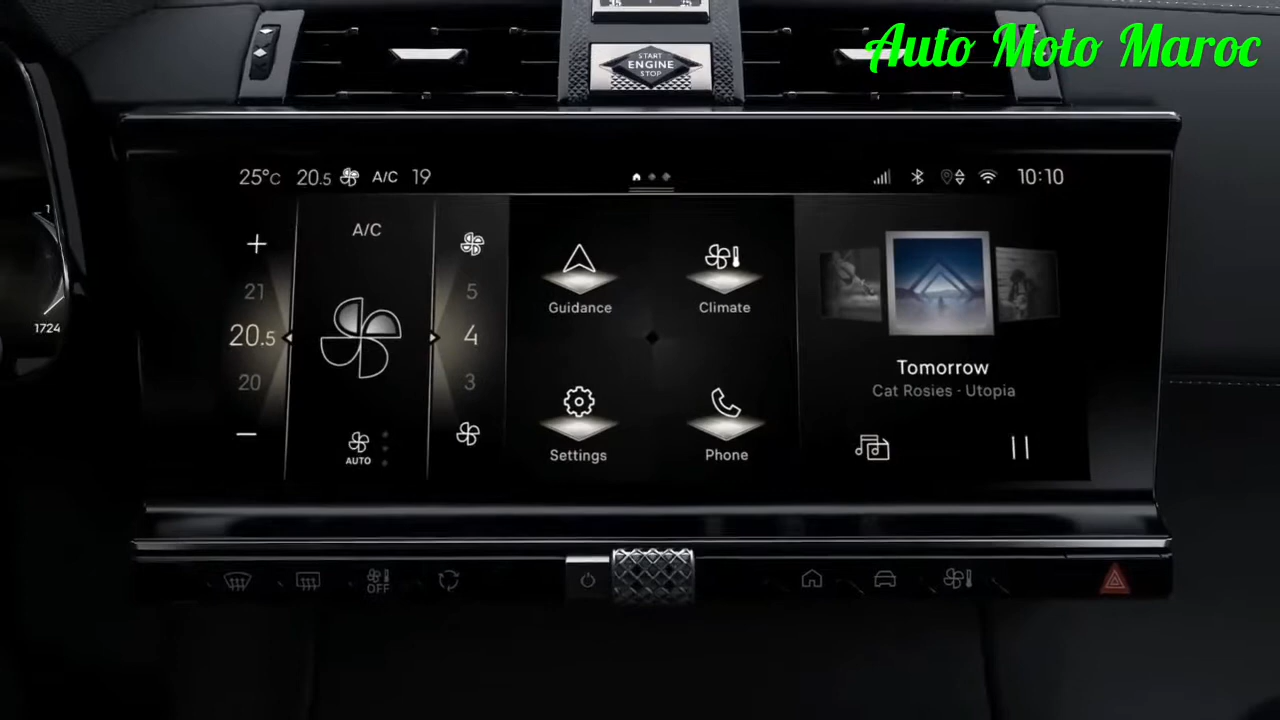 Auto Moto Maroc
START
ENGINE
STOP
25°C 20.5 A/C 19
10:10
A/C
+
21
20.5
20
−
5
4
3
AUTO
Guidance
Climate
Settings
Phone
Tomorrow
Cat Rosies - Utopia
1
1724
OFF